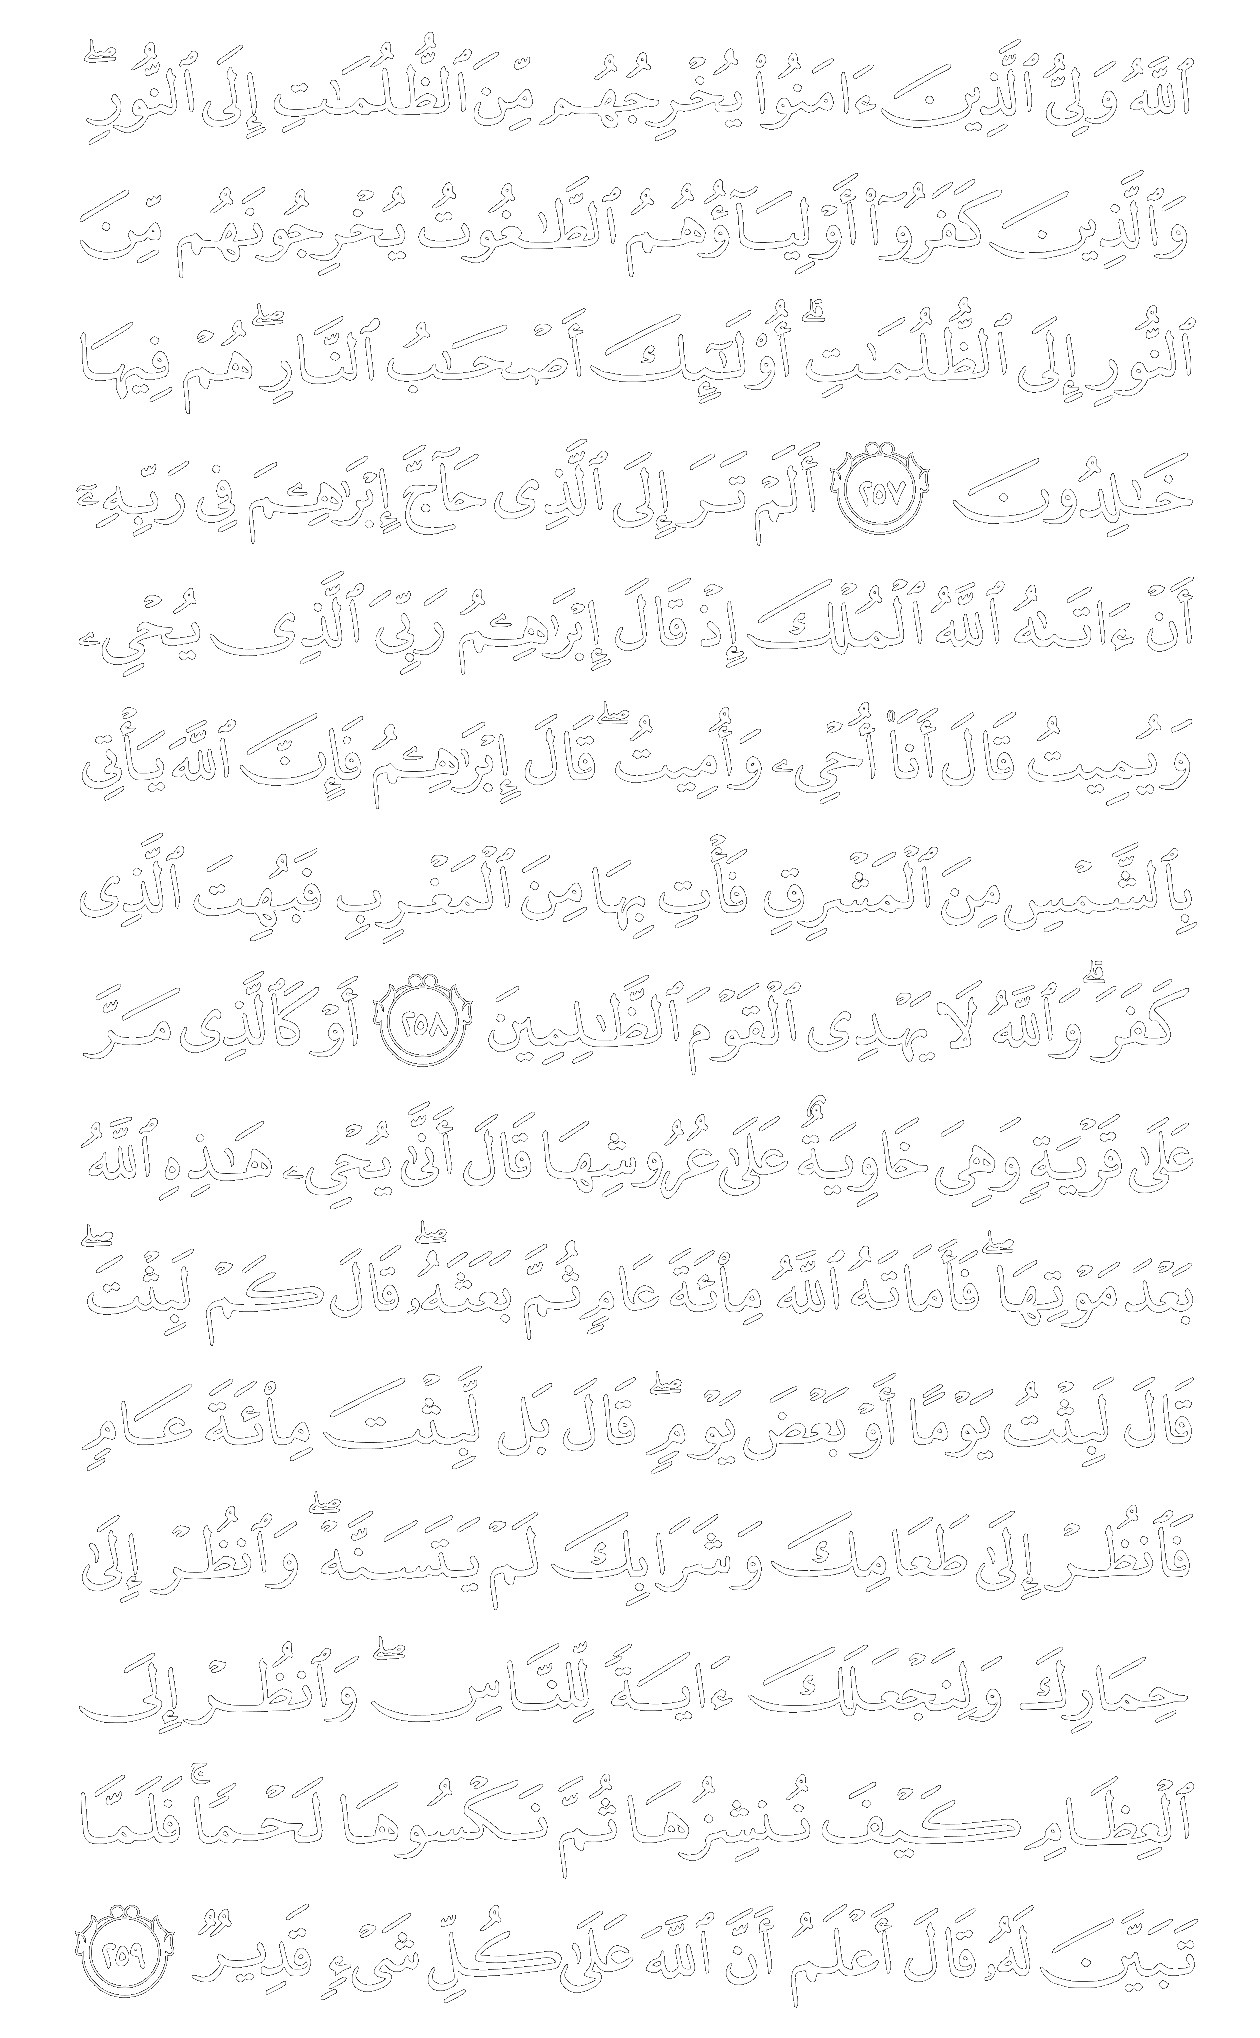 ٱللَّهُ وَلِىُّ ٱلَّذِينَ ءَامَنُوا۟ يُخْرِجُهُم مِّنَ ٱلظُّلُمَـٰتِ إِلَى ٱلنُّورِ ۖ
وَٱلَّذِينَ كَفَرُوٓا۟ أَوْلِيَآؤُهُمُ ٱلطَّـٰغُوتُ يُخْرِجُونَهُم مِّنَ
ٱلنُّورِ إِلَى ٱلظُّلُمَـٰتِ ۗ أُو۟لَـٰٓئِكَ أَصْحَـٰبُ ٱلنَّارِ ۖ هُمْ فِيهَا
خَـٰلِدُونَ ٢٥٧ أَلَمْ تَرَ إِلَى ٱلَّذِى حَآجَّ إِبْرَٰهِـۧمَ فِى رَبِّهِۦٓ
أَنْ ءَاتَىٰهُ ٱللَّهُ ٱلْمُلْكَ إِذْ قَالَ إِبْرَٰهِـۧمُ رَبِّىَ ٱلَّذِى يُحْىِۦ
وَيُمِيتُ قَالَ أَنَا۠ أُحْىِۦ وَأُمِيتُ ۖ قَالَ إِبْرَٰهِـۧمُ فَإِنَّ ٱللَّهَ يَأْتِى
بِٱلشَّمْسِ مِنَ ٱلْمَشْرِقِ فَأْتِ بِهَا مِنَ ٱلْمَغْرِبِ فَبُهِتَ ٱلَّذِى
كَفَرَ ۗ وَٱللَّهُ لَا يَهْدِى ٱلْقَوْمَ ٱلظَّـٰلِمِينَ ٢٥٨ أَوْ كَٱلَّذِى مَرَّ
عَلَىٰ قَرْيَةٍ وَهِىَ خَاوِيَةٌ عَلَىٰ عُرُوشِهَا قَالَ أَنَّىٰ يُحْىِۦ هَـٰذِهِ ٱللَّهُ
بَعْدَ مَوْتِهَا ۖ فَأَمَاتَهُ ٱللَّهُ مِا۟ئَةَ عَامٍ ثُمَّ بَعَثَهُۥ ۖ قَالَ كَمْ لَبِثْتَ ۖ
قَالَ لَبِثْتُ يَوْمًا أَوْ بَعْضَ يَوْمٍ ۖ قَالَ بَل لَّبِثْتَ مِا۟ئَةَ عَامٍ
فَٱنظُرْ إِلَىٰ طَعَامِكَ وَشَرَابِكَ لَمْ يَتَسَنَّهْ ۖ وَٱنظُرْ إِلَىٰ
حِمَارِكَ وَلِنَجْعَلَكَ ءَايَةً لِّلنَّاسِ ۖ وَٱنظُرْ إِلَى
ٱلْعِظَامِ كَيْفَ نُنشِزُهَا ثُمَّ نَكْسُوهَا لَحْمًا ۚ فَلَمَّا
تَبَيَّنَ لَهُۥ قَالَ أَعْلَمُ أَنَّ ٱللَّهَ عَلَىٰ كُلِّ شَىْءٍ قَدِيرٌ ٢٥٩